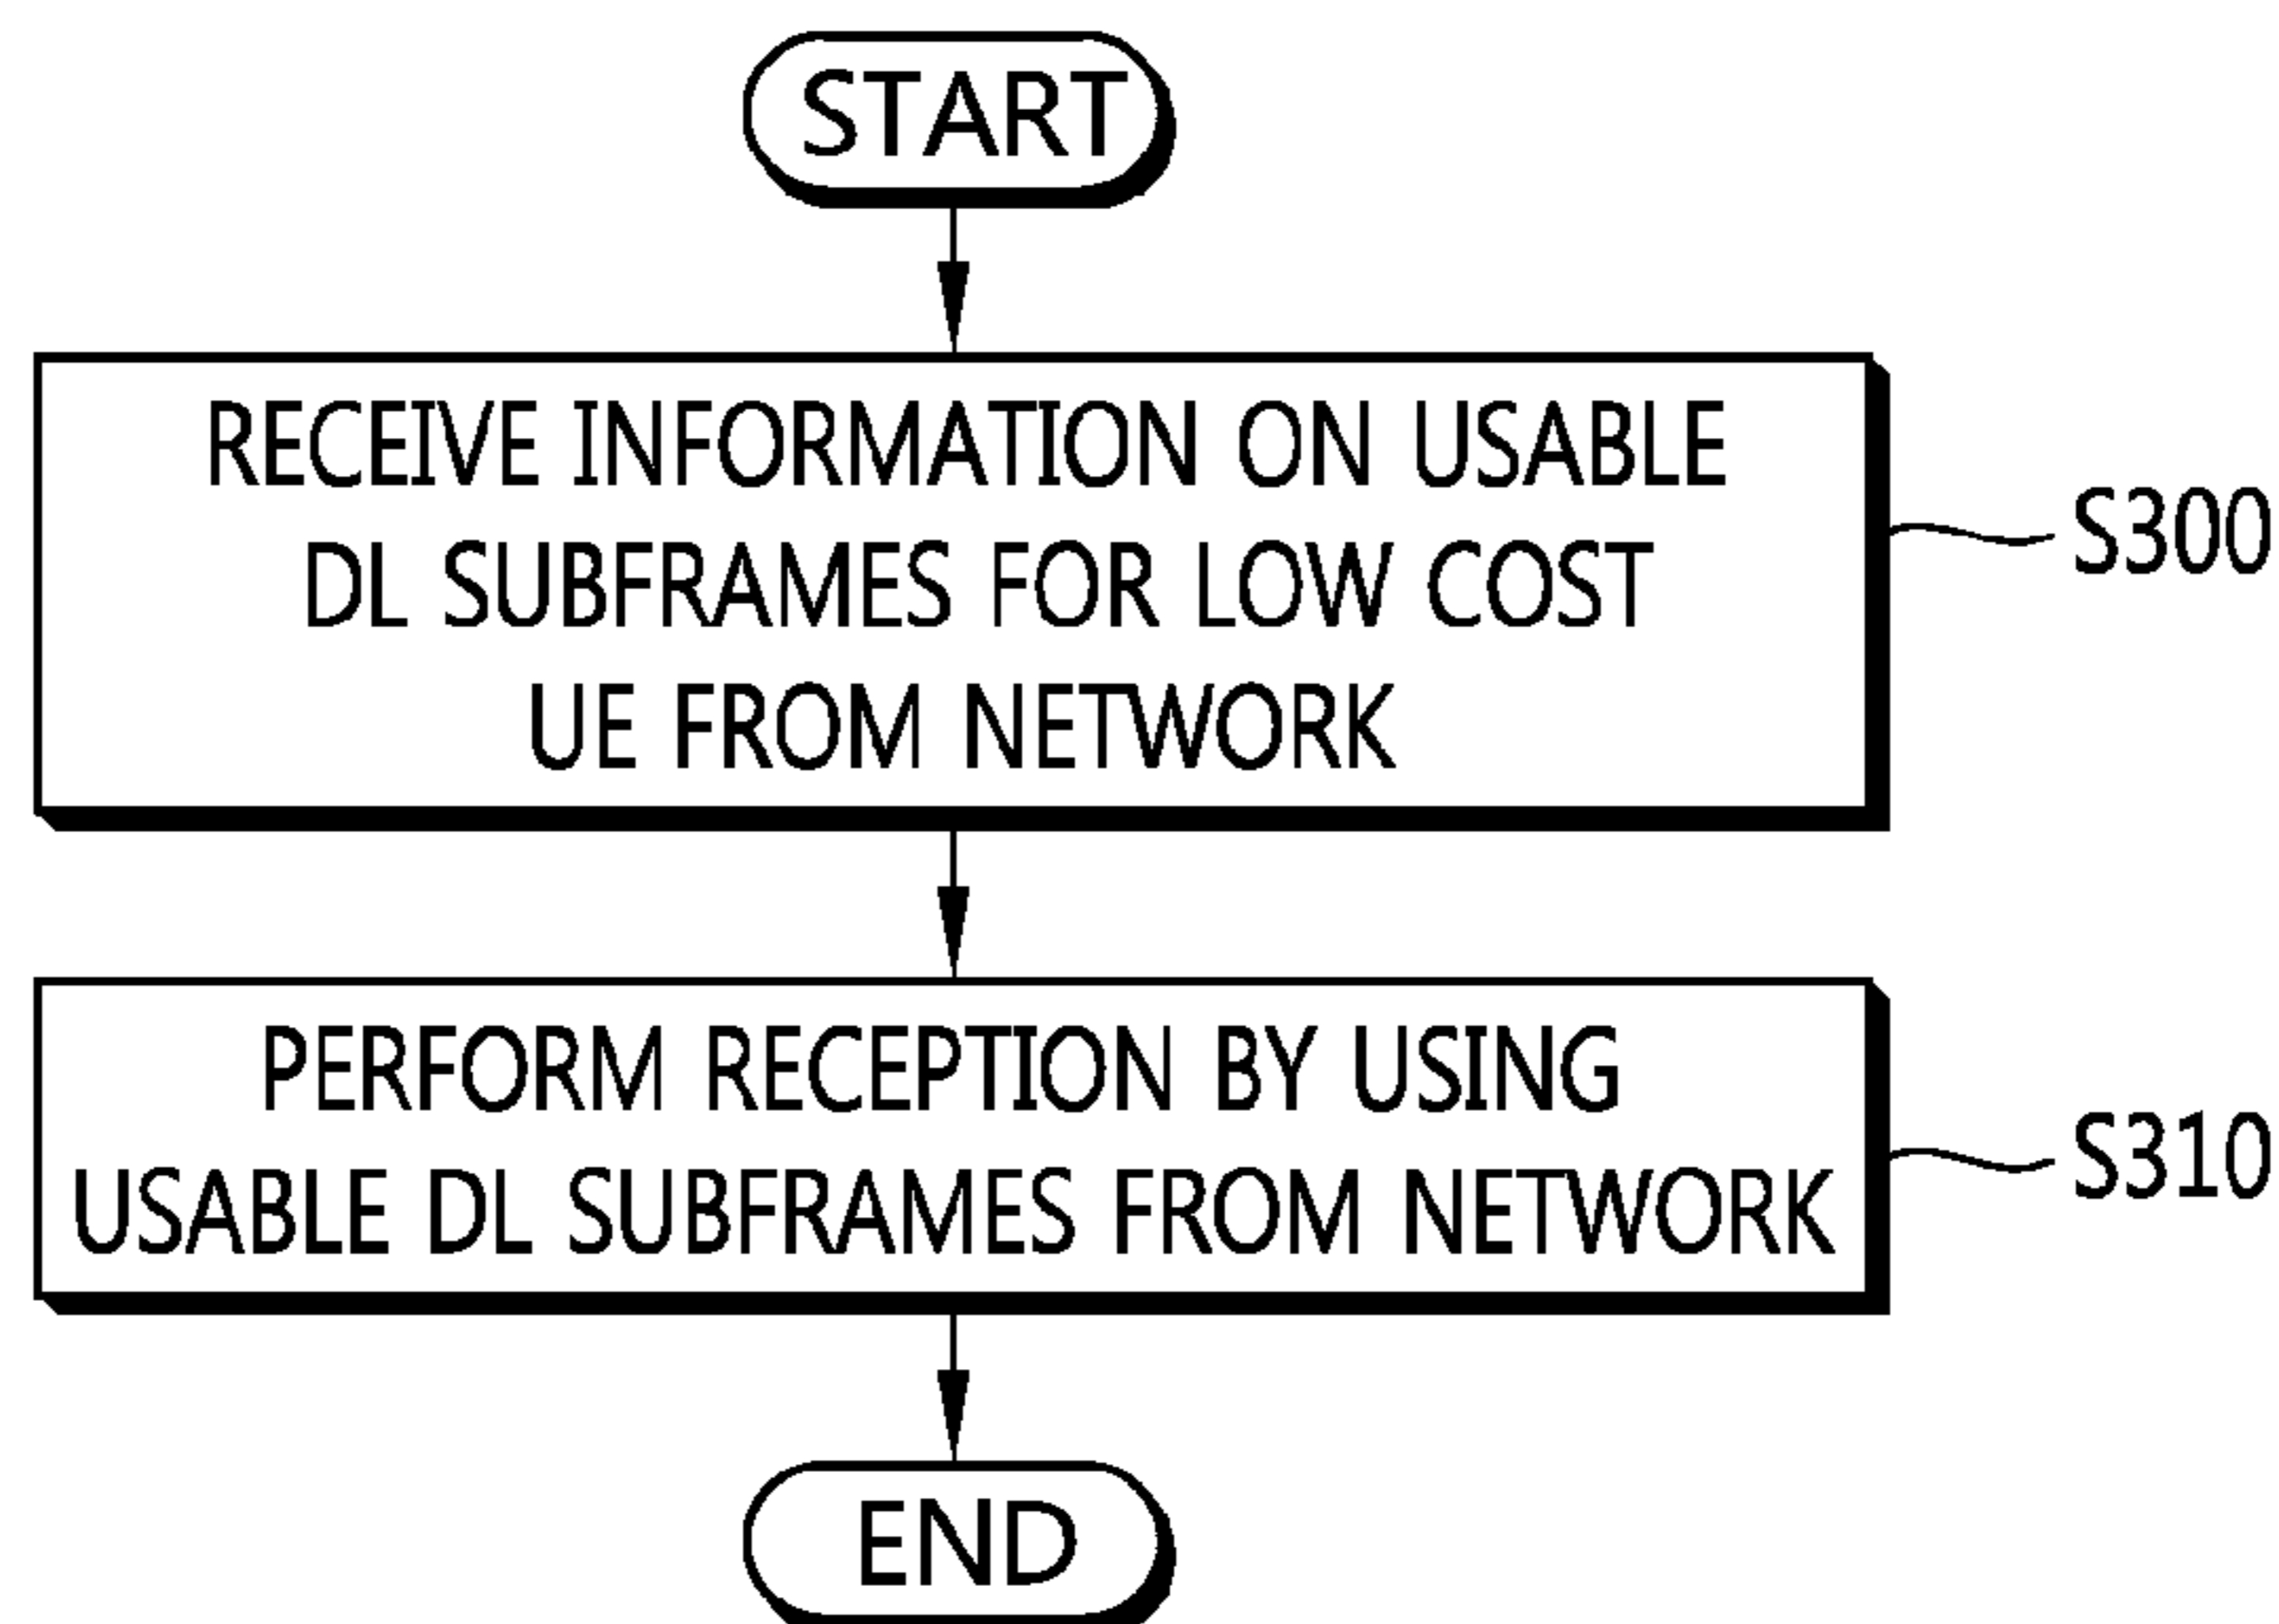 START
RECEIVE INFORMATION ON USABLE
DL SUBFRAMES FOR LOW COST
UE FROM NETWORK
S300
PERFORM RECEPTION BY USING
USABLE DL SUBFRAMES FROM NETWORK
S310
END